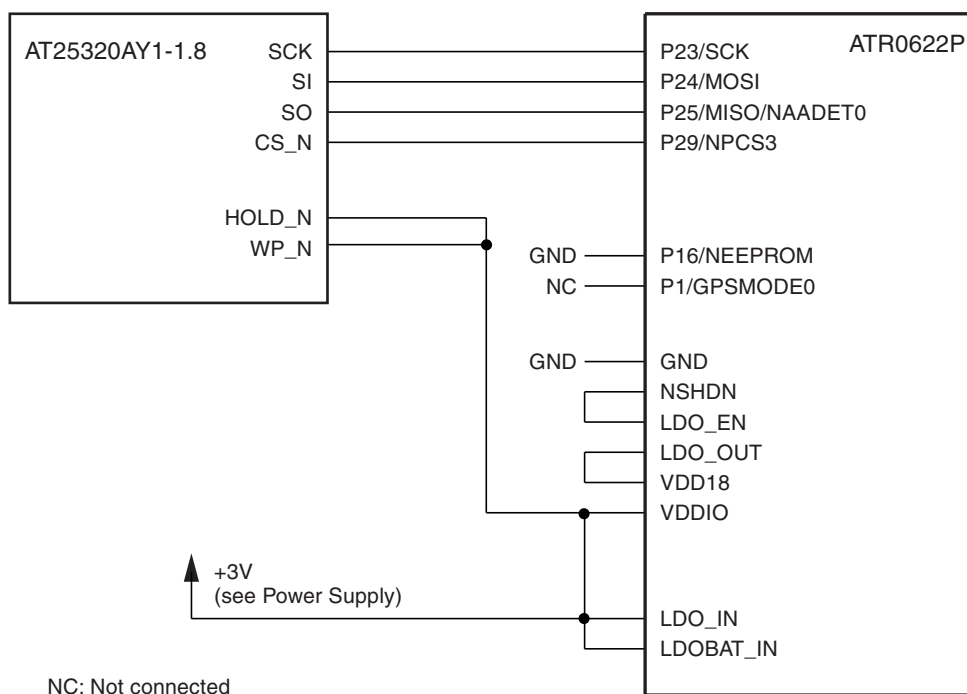 AT25320AY1-1.8
SCK
SI
SO
CS_N
HOLD_N
WP_N
ATR0622P
P23/SCK
P24/MOSI
P25/MISO/NAADET0
P29/NPCS3
GND P16/NEEPROM
NC P1/GPSMODE0
GND GND
NSHDN
LDO_EN
LDO_OUT
VDD18
VDDIO
+3V
(see Power Supply)
LDO_IN
LDOBAT_IN
NC: Not connected